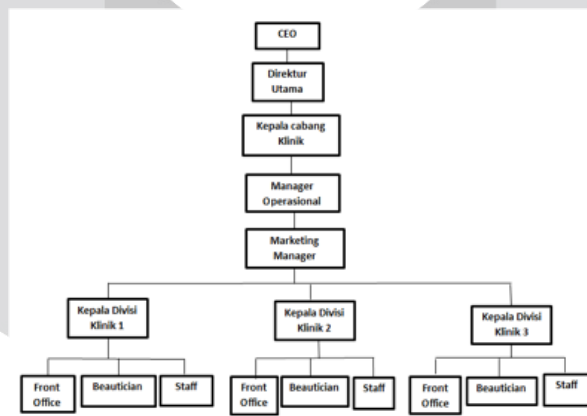 CEO
Direktur
Utama
Kepala cabang
Klinik
Manager
Operasional
Marketing
Manager
Kepala Divisi
Klinik 1
Kepala Divisi
Klinik 2
Kepala Divisi
Klinik 3
Front
Office
Beautician
Staff
Front
Office
Beautician
Staff
Front
Office
Beautician
Staff